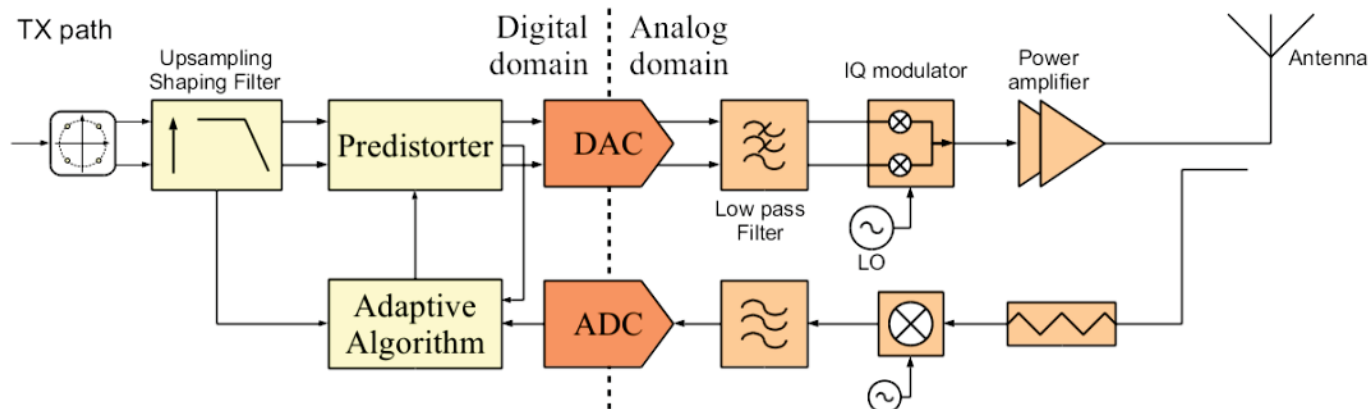 TX path
Upsampling
Shaping Filter
Digital
domain
Analog
domain
IQ modulator
Power
amplifier
Antenna
Predistorter
DAC
Low pass
Filter
LO
Adaptive
Algorithm
ADC